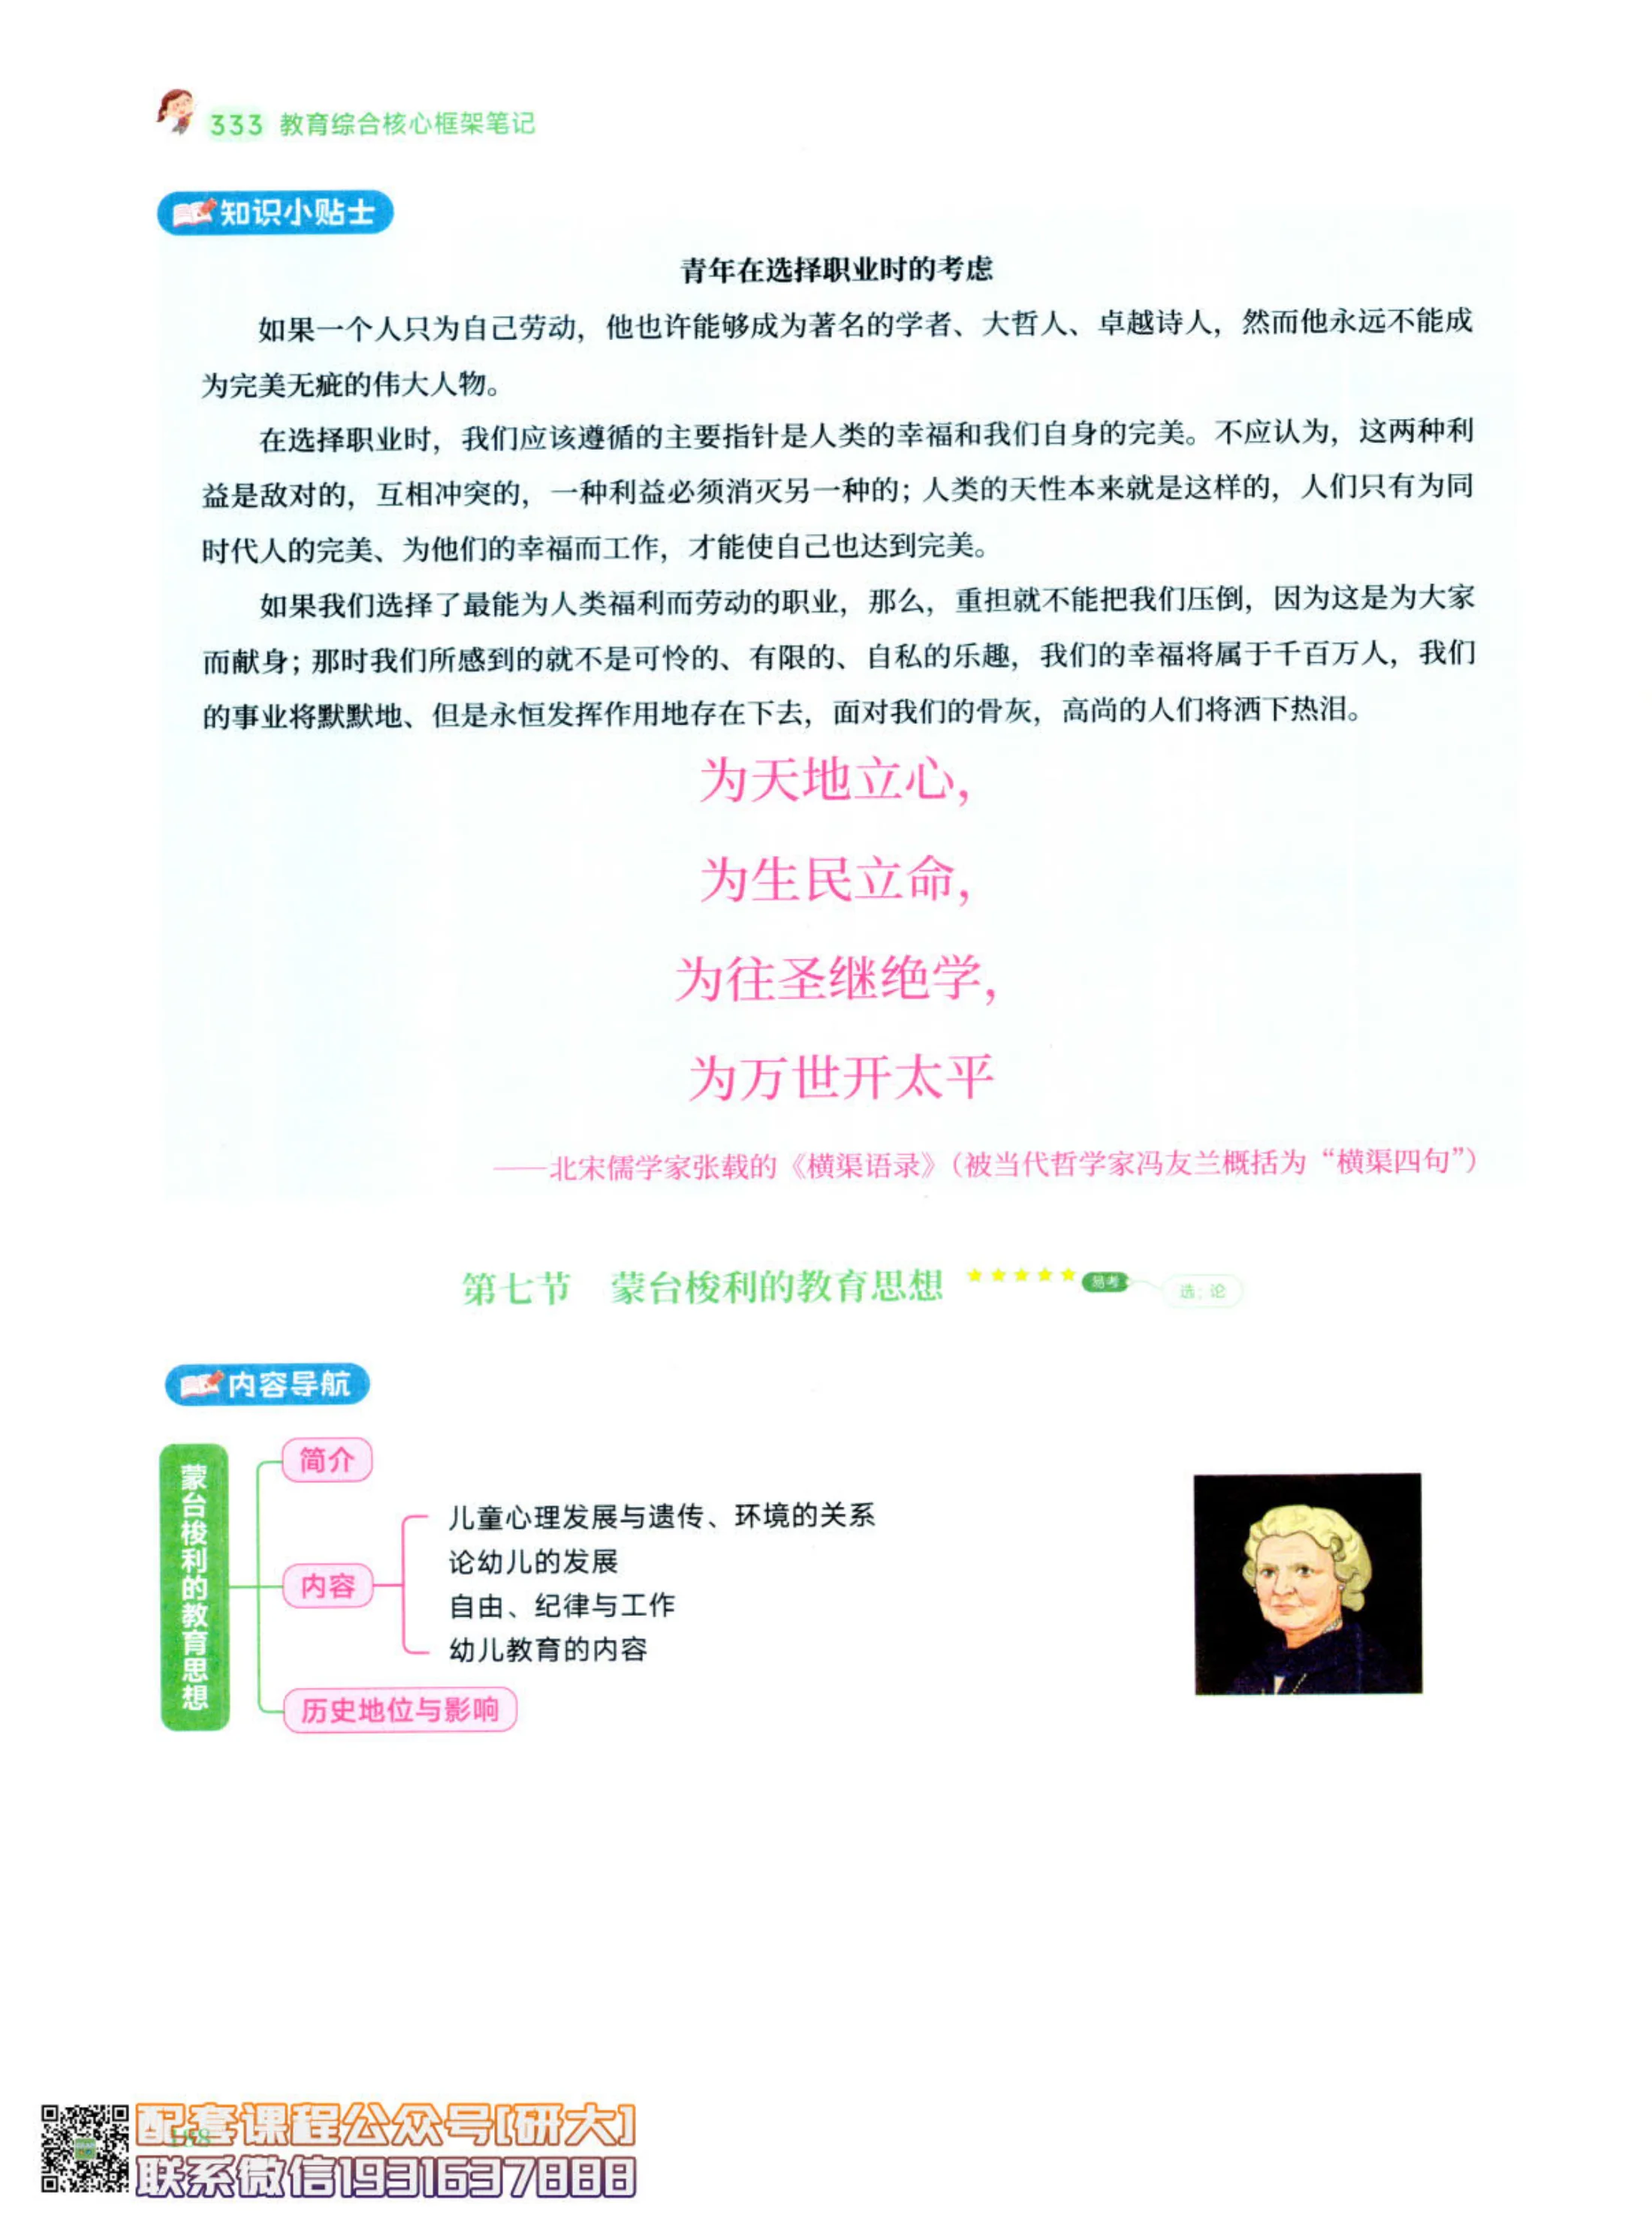 333 教育综合核心框架笔记
知识小贴士
青年在选择职业时的考虑
如果一个人只为自己劳动，他也许能够成为著名的学者、大哲人、卓越诗人，然而他永远不能成
为完美无疵的伟大人物。
在选择职业时，我们应该遵循的主要指针是人类的幸福和我们自身的完美。不应认为，这两种利
益是敌对的，互相冲突的，一种利益必须消灭另一种的；人类的天性本来就是这样的，人们只有为同
时代人的完美、为他们的幸福而工作，才能使自己也达到完美。
如果我们选择了最能为人类福利而劳动的职业，那么，重担就不能把我们压倒，因为这是为大家
而献身；那时我们所感到的就不是可怜的、有限的、自私的乐趣，我们的幸福将属于千百万人，我们
的事业将默默地、但是永恒发挥作用地存在下去，面对我们的骨灰，高尚的人们将洒下热泪。
为天地立心，
为生民立命，
为往圣继绝学，
为万世开太平
——北宋儒学家张载的《横渠语录》（被当代哲学家冯友兰概括为“横渠四句”）
第七节 蒙台梭利的教育思想 ★★★★★ 易考 选；论
内容导航
蒙台梭利的教育思想
简介
内容
儿童心理发展与遗传、环境的关系
论幼儿的发展
自由、纪律与工作
幼儿教育的内容
历史地位与影响
配套课程公众号[研大]
158
联系微信1931637888